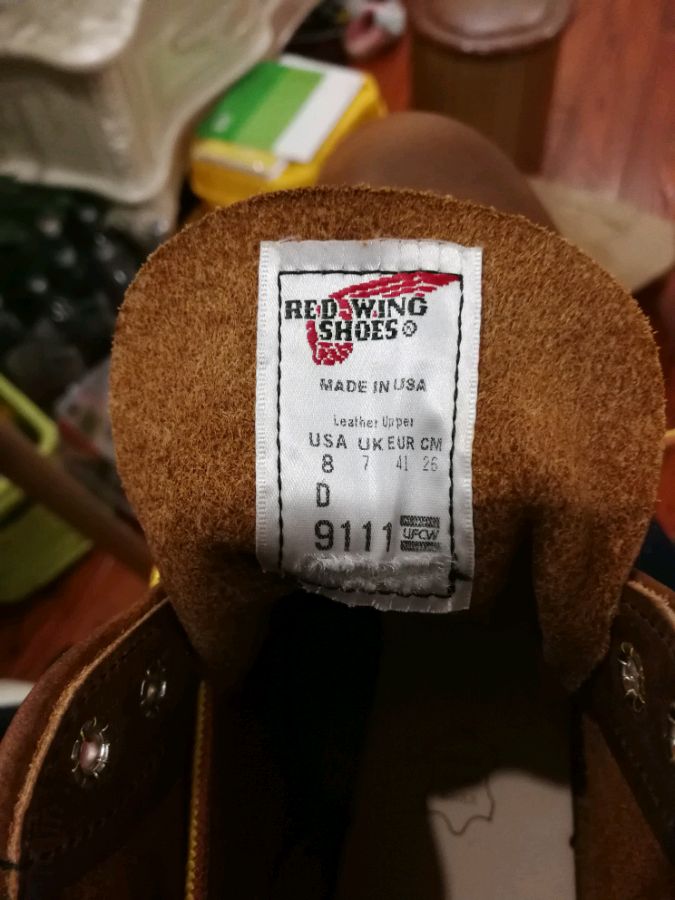 RED WING
SHOES®
MADE IN USA
Leather Upper
USA UK EUR CM
8 7 41 26
D
9111 UFCW